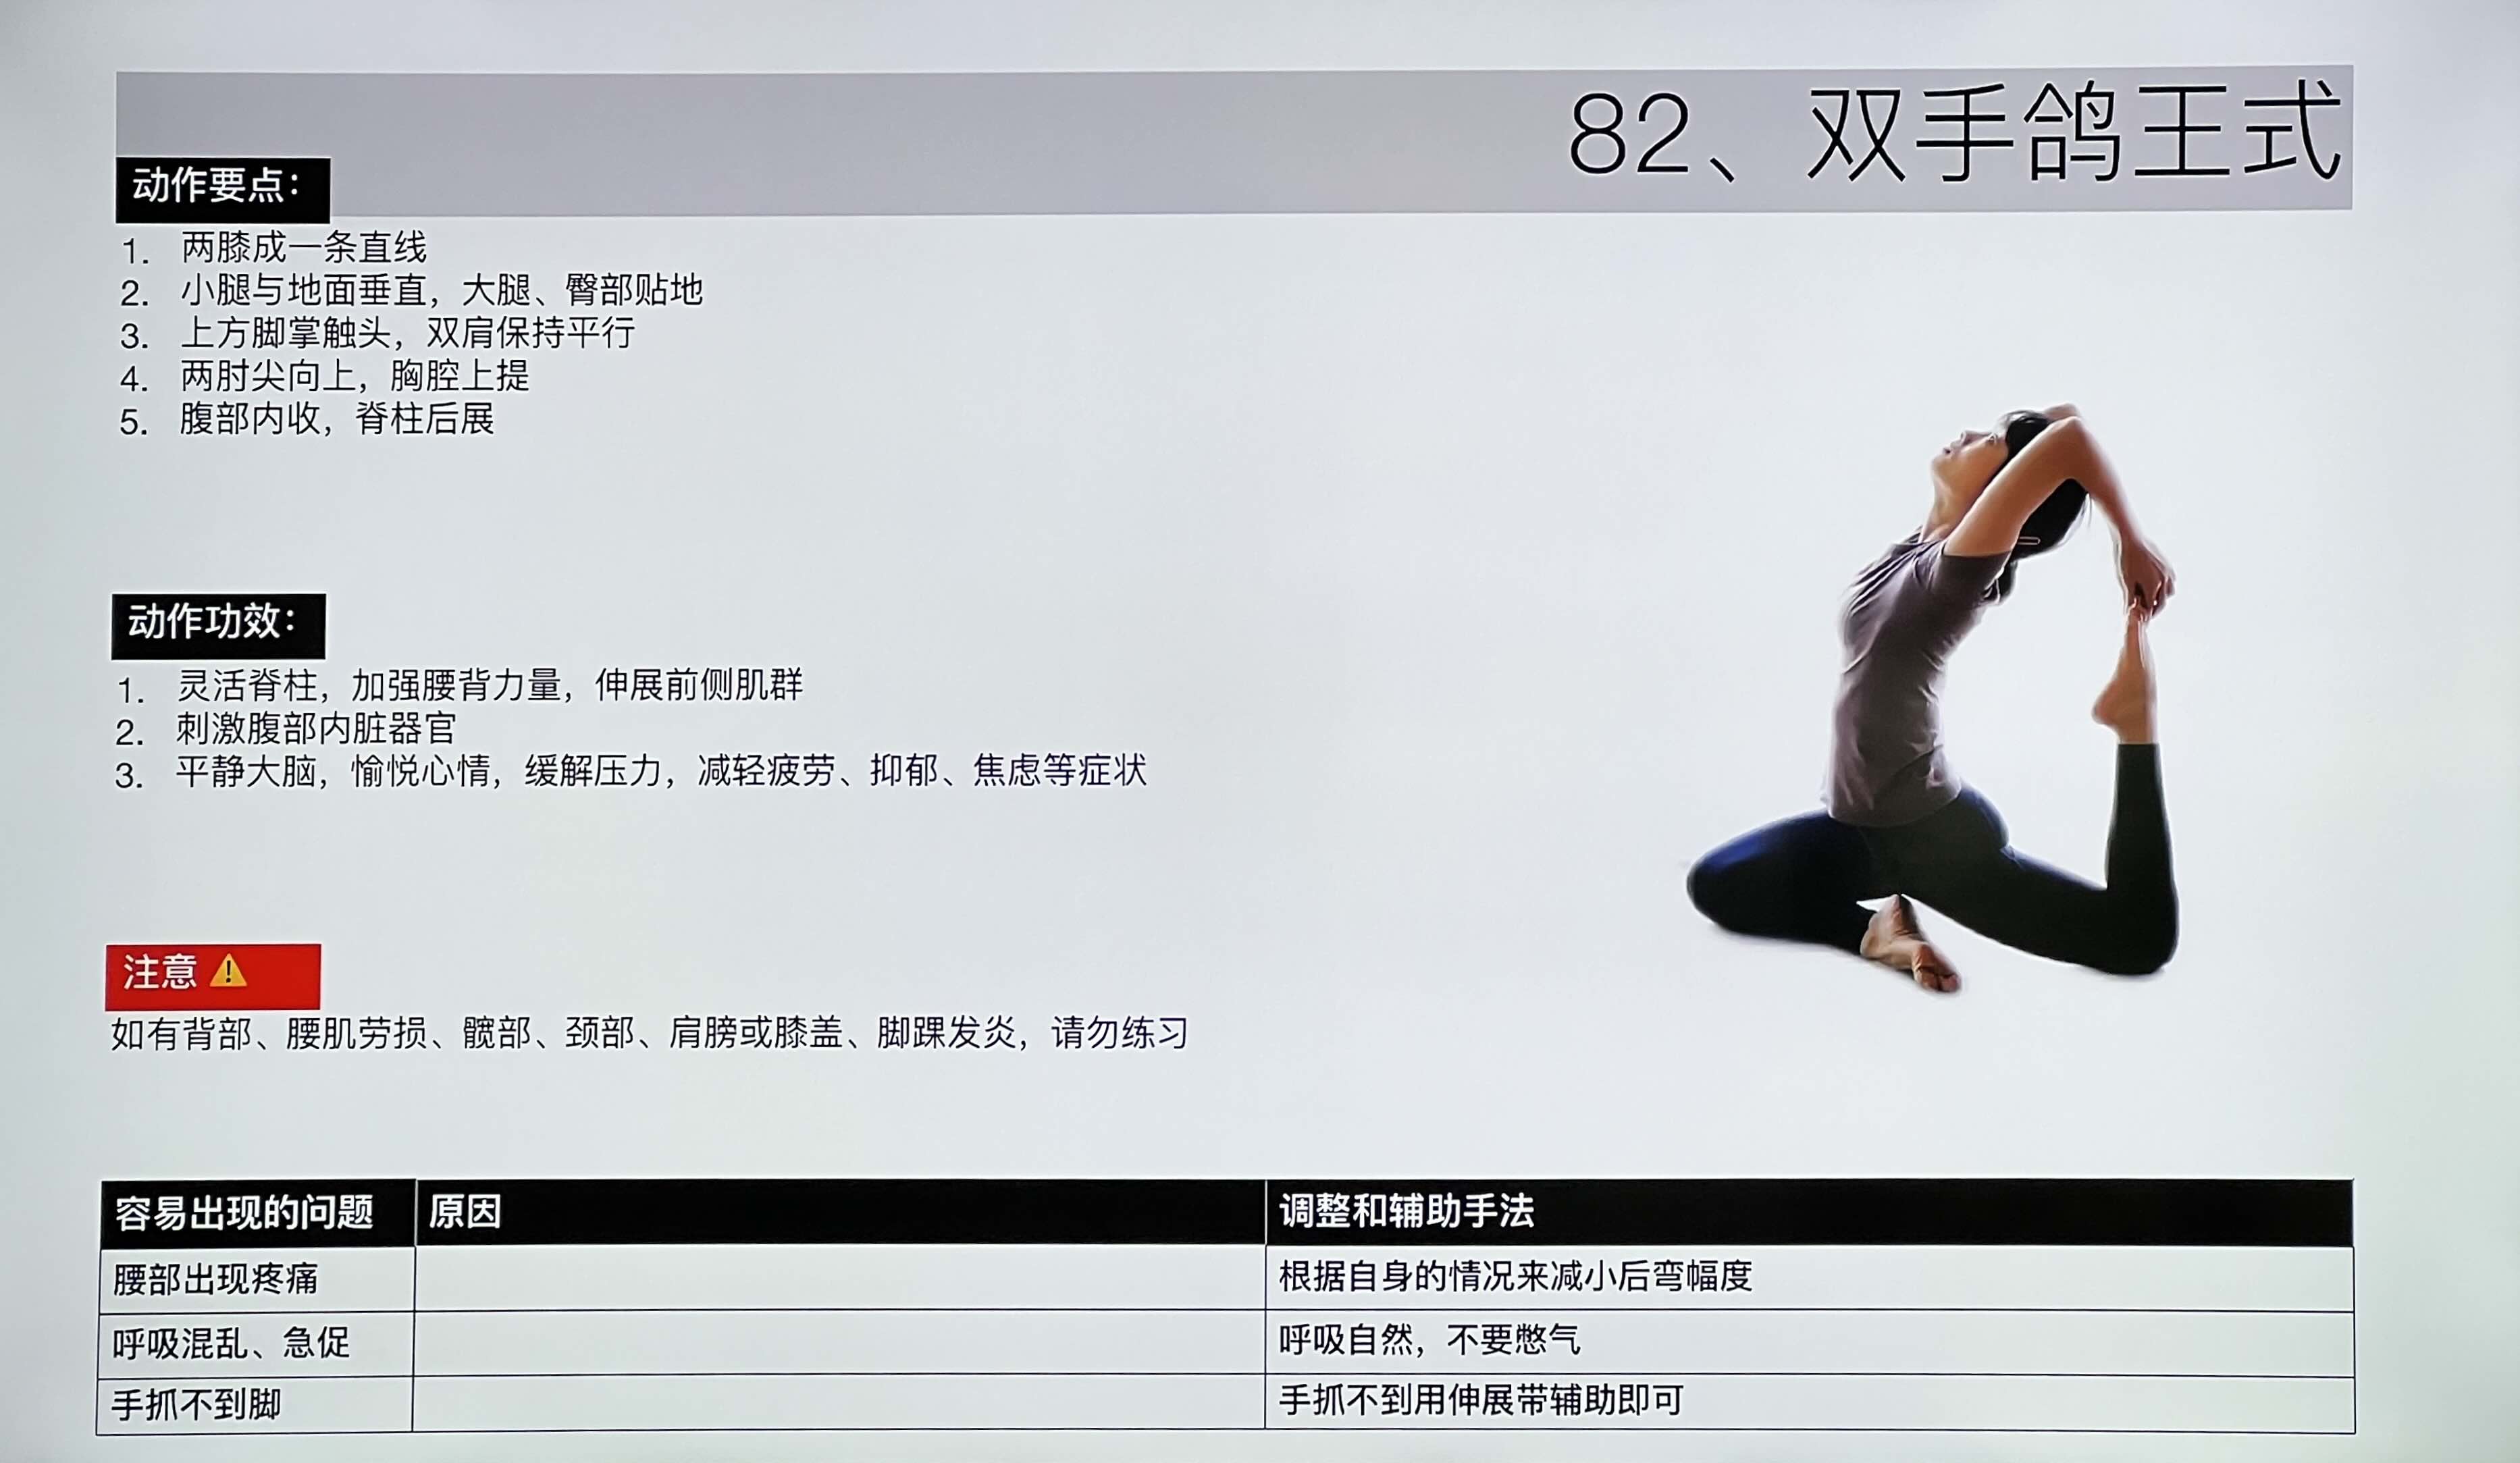 82、双手鸽王式
动作要点：
1. 两膝成一条直线
2. 小腿与地面垂直，大腿、臀部贴地
3. 上方脚掌触头，双肩保持平行
4. 两肘尖向上，胸腔上提
5. 腹部内收，脊柱后展
动作功效：
1. 灵活脊柱，加强腰背力量，伸展前侧肌群
2. 刺激腹部内脏器官
3. 平静大脑，愉悦心情，缓解压力，减轻疲劳、抑郁、焦虑等症状
注意 ⚠️
如有背部、腰肌劳损、髋部、颈部、肩膀或膝盖、脚踝发炎，请勿练习
容易出现的问题 原因 调整和辅助手法
腰部出现疼痛 根据自身的情况来减小后弯幅度
呼吸混乱、急促 呼吸自然，不要憋气
手抓不到脚 手抓不到用伸展带辅助即可